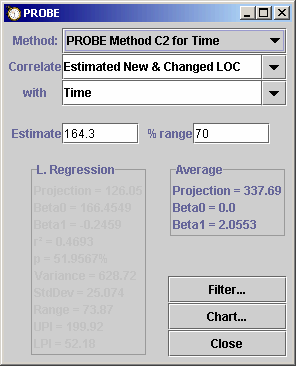 PROBE
Method: PROBE Method C2 for Time
Correlate Estimated New & Changed LOC
with Time
Estimate 164.3 % range 70
L. Regression
Projection = 126.05
Beta0 = 166.4549
Beta1 = -0.2459
r² = 0.4693
p = 51.9567%
Variance = 628.72
StdDev = 25.074
Range = 73.87
UPI = 199.92
LPI = 52.18
Average
Projection = 337.69
Beta0 = 0.0
Beta1 = 2.0553
Filter...
Chart...
Close